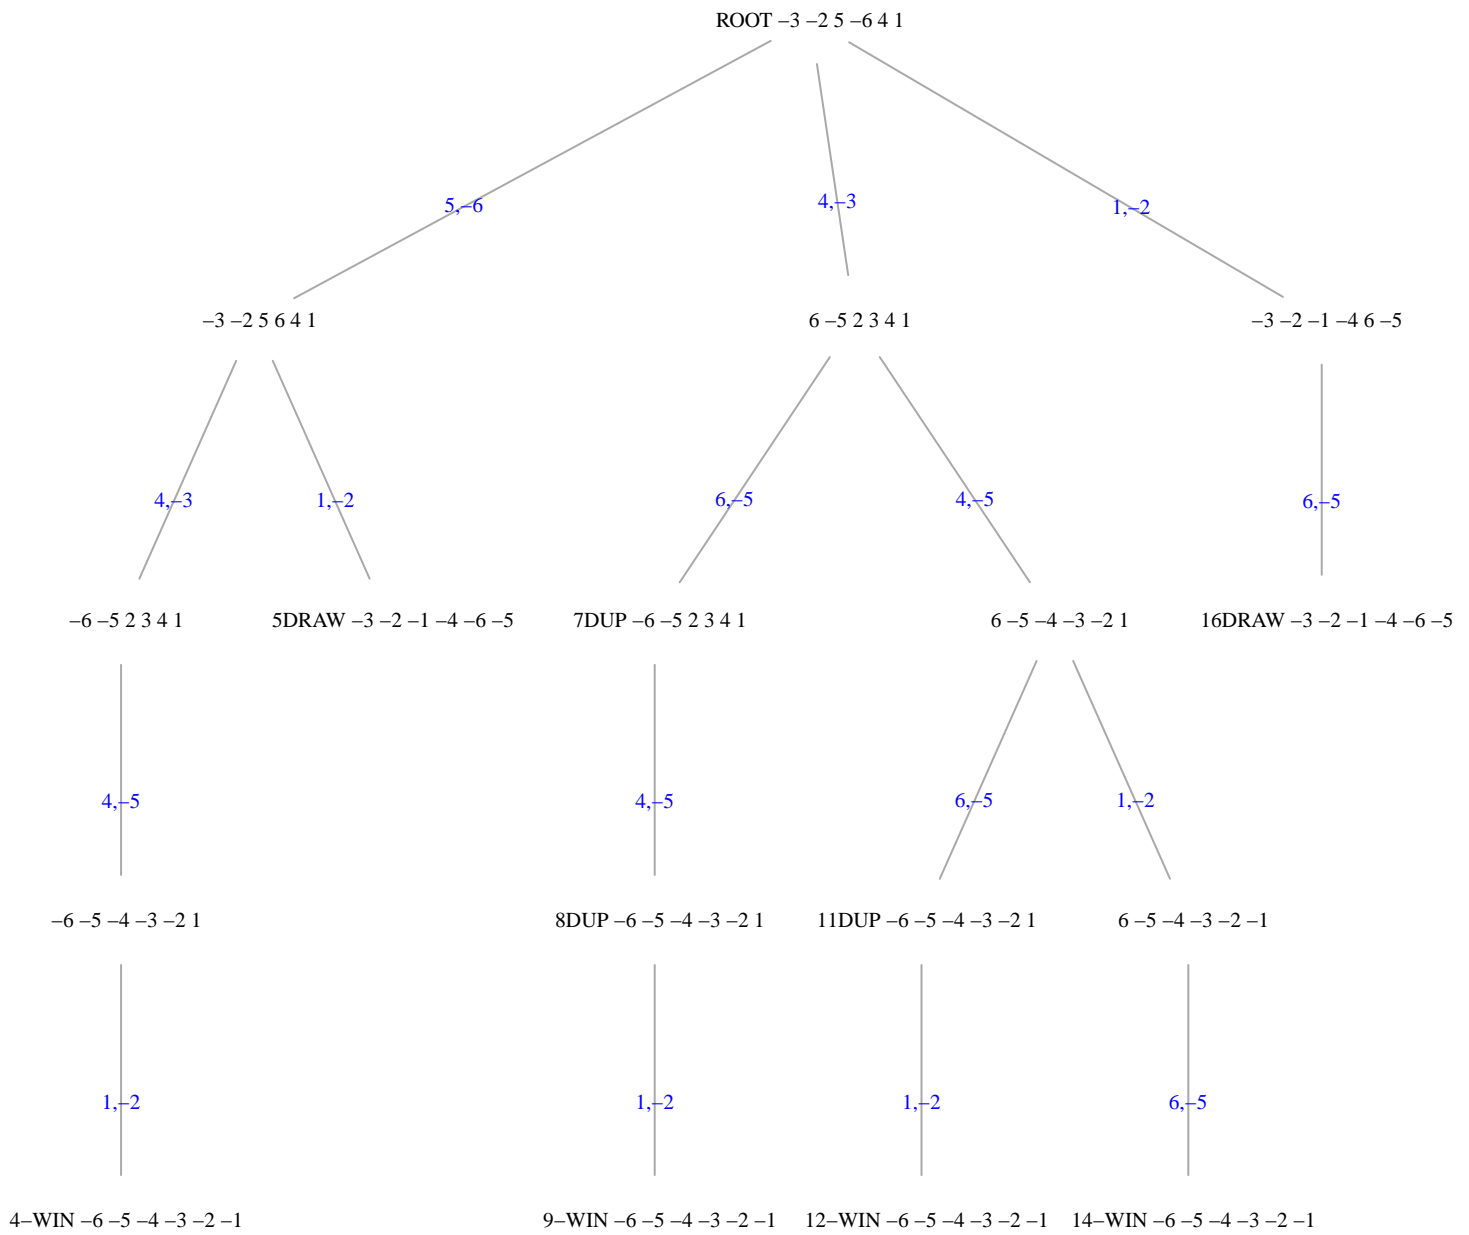 ROOT –3 –2 5 –6 4 1
5,–6
4,–3
1,–2
–3 –2 5 6 4 1
6 –5 2 3 4 1
–3 –2 –1 –4 6 –5
4,–3
1,–2
6,–5
4,–5
6,–5
–6 –5 2 3 4 1
5DRAW –3 –2 –1 –4 –6 –5
7DUP –6 –5 2 3 4 1
6 –5 –4 –3 –2 1
16DRAW –3 –2 –1 –4 –6 –5
4,–5
4,–5
6,–5
1,–2
–6 –5 –4 –3 –2 1
8DUP –6 –5 –4 –3 –2 1
11DUP –6 –5 –4 –3 –2 1
6 –5 –4 –3 –2 –1
1,–2
1,–2
1,–2
6,–5
4–WIN –6 –5 –4 –3 –2 –1
9–WIN –6 –5 –4 –3 –2 –1
12–WIN –6 –5 –4 –3 –2 –1
14–WIN –6 –5 –4 –3 –2 –1